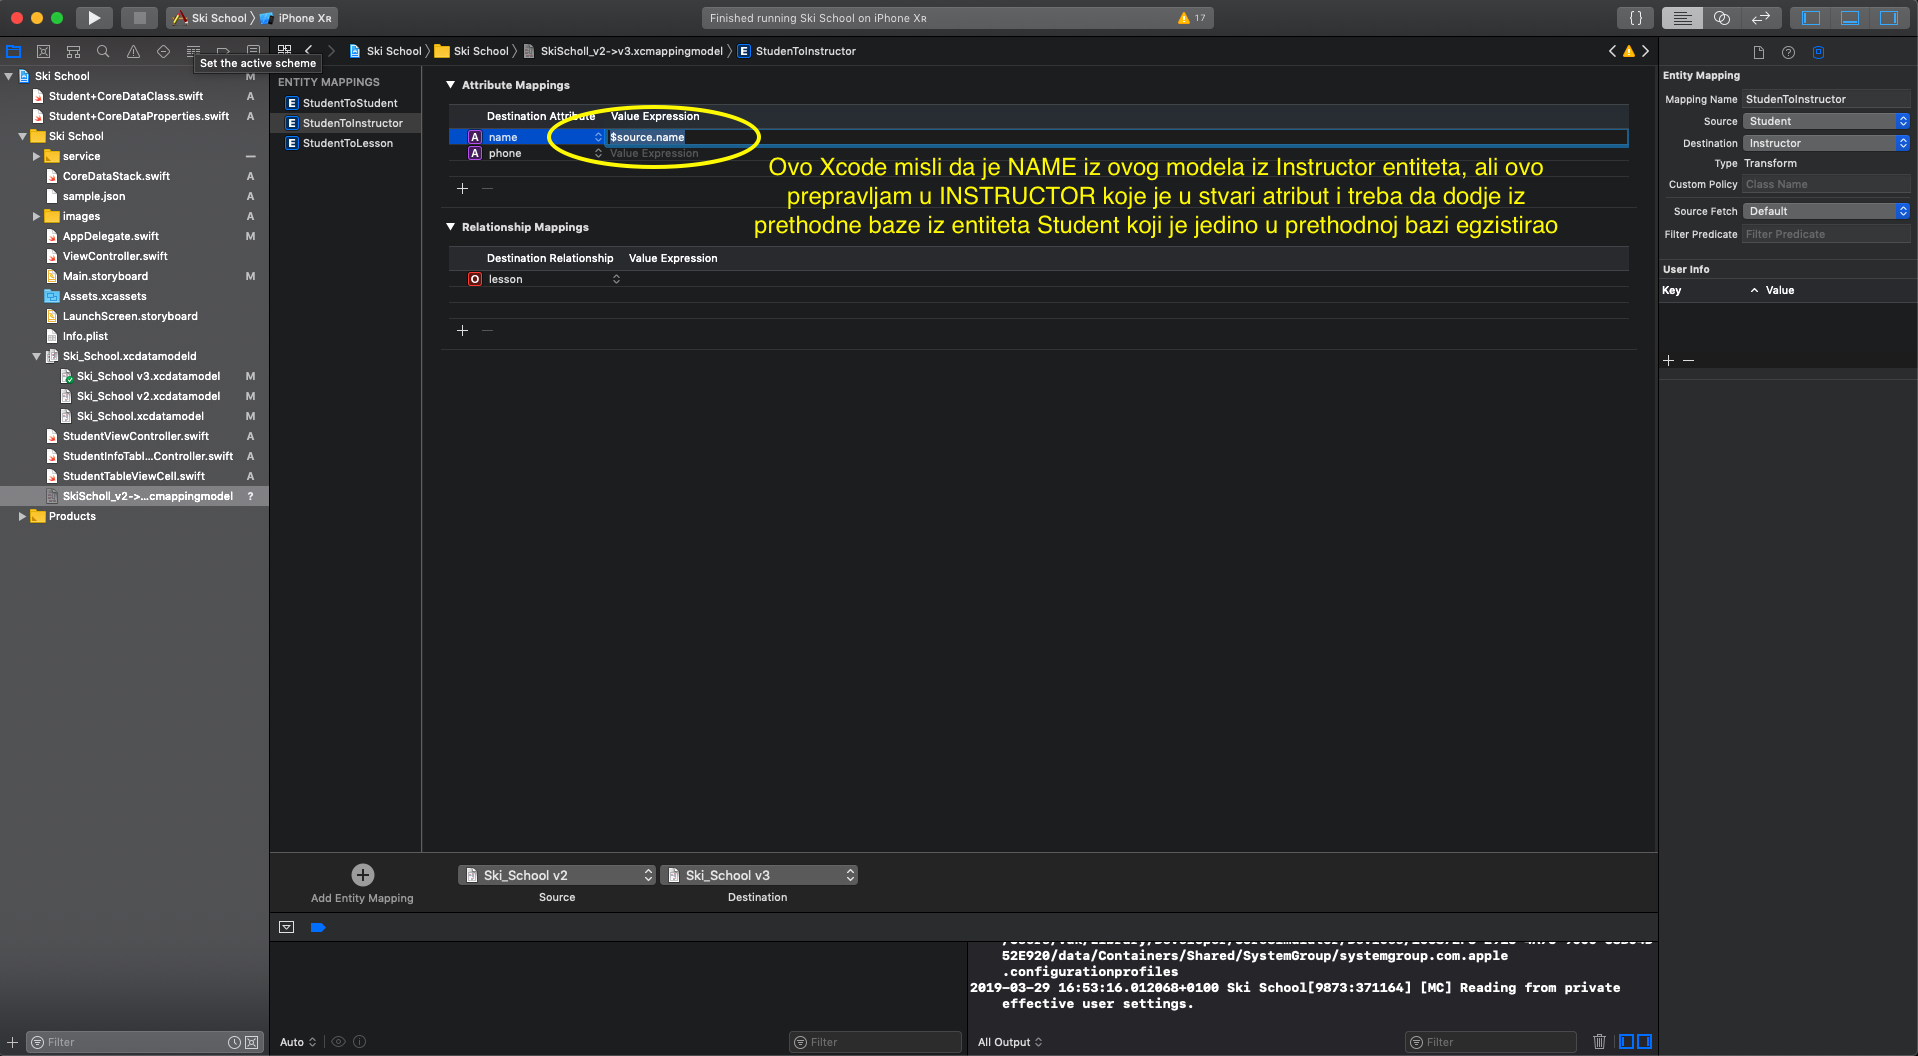 Ski School
iPhone XR
Finished running Ski School on iPhone XR
17
{ }
Set the active scheme
Ski School
Ski School
SkiScholl_v2->v3.xcmappingmodel
E StudenToInstructor
Ski School M
Student+CoreDataClass.swift A
Student+CoreDataProperties.swift A
Ski School
service
CoreDataStack.swift A
sample.json A
images A
AppDelegate.swift M
ViewController.swift
Main.storyboard M
Assets.xcassets
LaunchScreen.storyboard
Info.plist
Ski_School.xcdatamodeld
Ski_School v3.xcdatamodel M
Ski_School v2.xcdatamodel M
Ski_School.xcdatamodel M
StudentViewController.swift A
StudentInfoTabl...Controller.swift A
StudentTableViewCell.swift A
SkiScholl_v2->...cmappingmodel ?
Products
Filter
ENTITY MAPPINGS
E StudentToStudent
E StudenToInstructor
E StudentToLesson
Attribute Mappings
Destination Attribute Value Expression
A name $source.name
A phone Value Expression
Ovo Xcode misli da je NAME iz ovog modela iz Instructor entiteta, ali ovo
prepravljam u INSTRUCTOR koje je u stvari atribut i treba da dodje iz
prethodne baze iz entiteta Student koji je jedino u prethodnoj bazi egzistirao
Relationship Mappings
Destination Relationship Value Expression
O lesson
Add Entity Mapping
Ski_School v2
Source
Ski_School v3
Destination
Entity Mapping
Mapping Name StudenToInstructor
Source Student
Destination Instructor
Type Transform
Custom Policy Class Name
Source Fetch Default
Filter Predicate Filter Predicate
User Info
Key Value
52E920/data/Containers/Shared/SystemGroup/systemgroup.com.apple
.configurationprofiles
2019-03-29 16:53:16.012068+0100 Ski School[9873:371164] [MC] Reading from private
effective user settings.
Auto
Filter
All Output
Filter